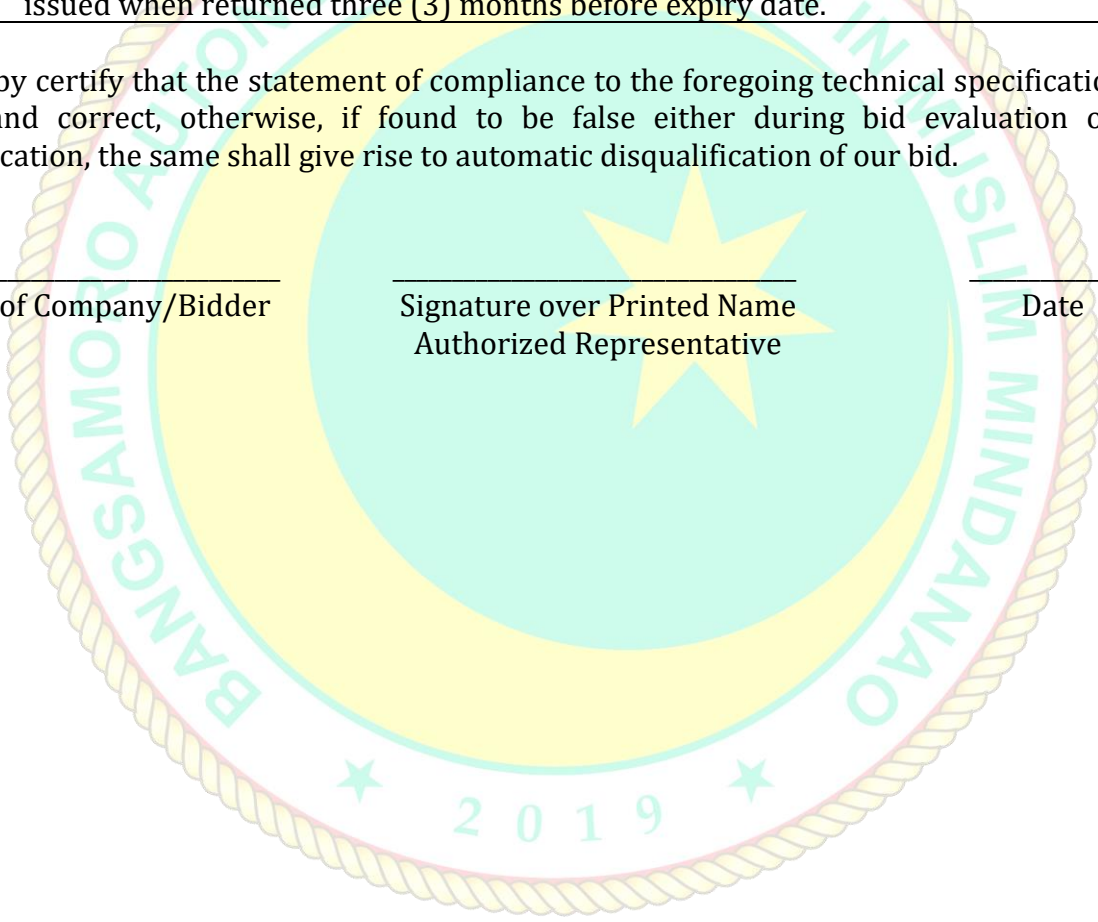 issued when returned three (3) months before expiry date.
by certify that the statement of compliance to the foregoing technical specificatio
and correct, otherwise, if found to be false either during bid evaluation o
cation, the same shall give rise to automatic disqualification of our bid.
of Company/Bidder Signature over Printed Name Date
Authorized Representative
BANGSAMORO AUTON IN MUSLIM MINDANAO
2019